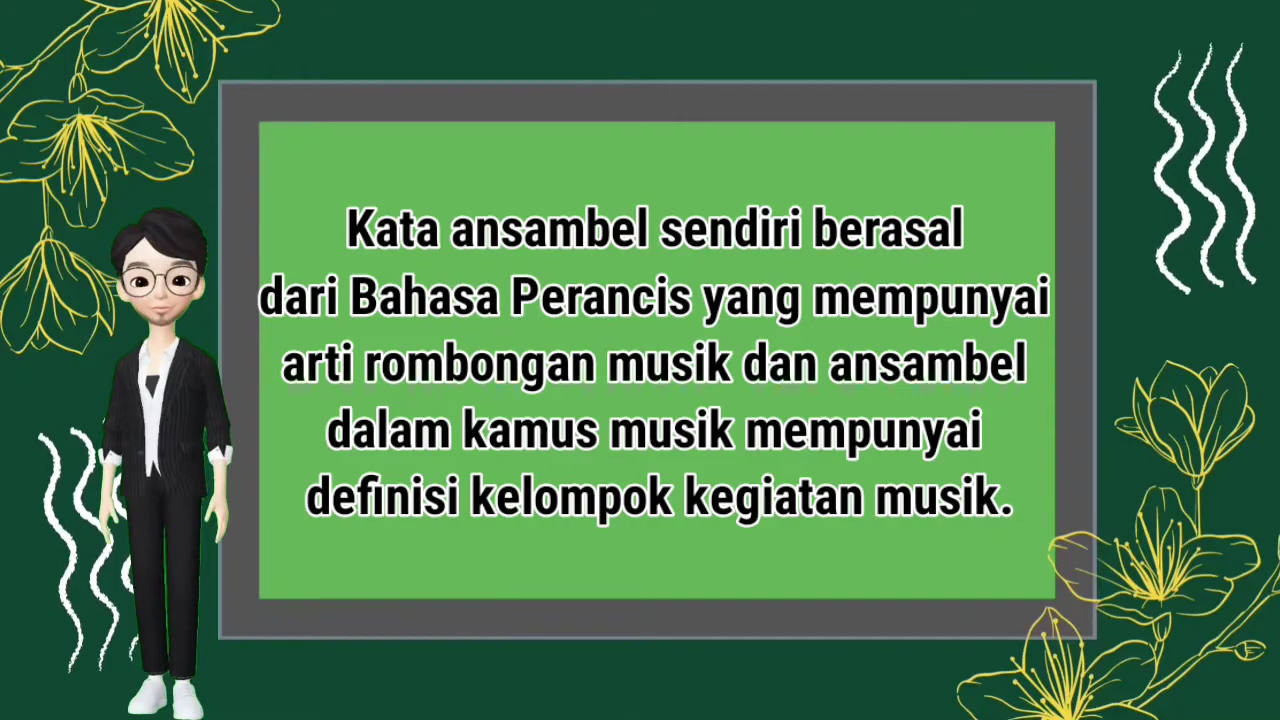 Kata ansambel sendiri berasal
dari Bahasa Perancis yang mempunyai
arti rombongan musik dan ansambel
dalam kamus musik mempunyai
definisi kelompok kegiatan musik.